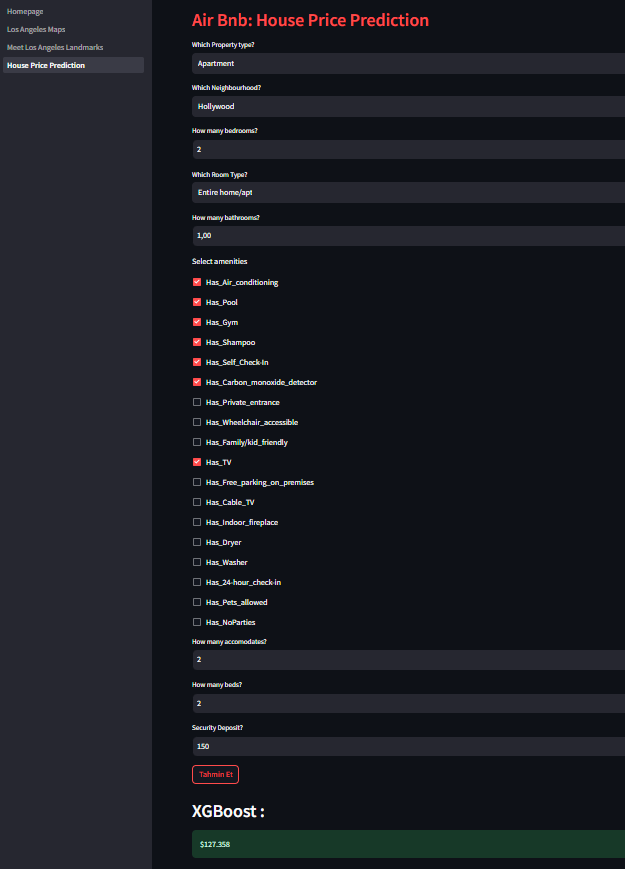 Homepage
Los Angeles Maps
Meet Los Angeles Landmarks
House Price Prediction
Air Bnb: House Price Prediction
Which Property type?
Apartment
Which Neighbourhood?
Hollywood
How many bedrooms?
2
Which Room Type?
Entire home/apt
How many bathrooms?
1,00
Select amenities
Has_Air_conditioning
Has_Pool
Has_Gym
Has_Shampoo
Has_Self_Check-In
Has_Carbon_monoxide_detector
Has_Private_entrance
Has_Wheelchair_accessible
Has_Family/kid_friendly
Has_TV
Has_Free_parking_on_premises
Has_Cable_TV
Has_Indoor_fireplace
Has_Dryer
Has_Washer
Has_24-hour_check-in
Has_Pets_allowed
Has_NoParties
How many accomodates?
2
How many beds?
2
Security Deposit?
150
Tahmin Et
XGBoost :
$127.358